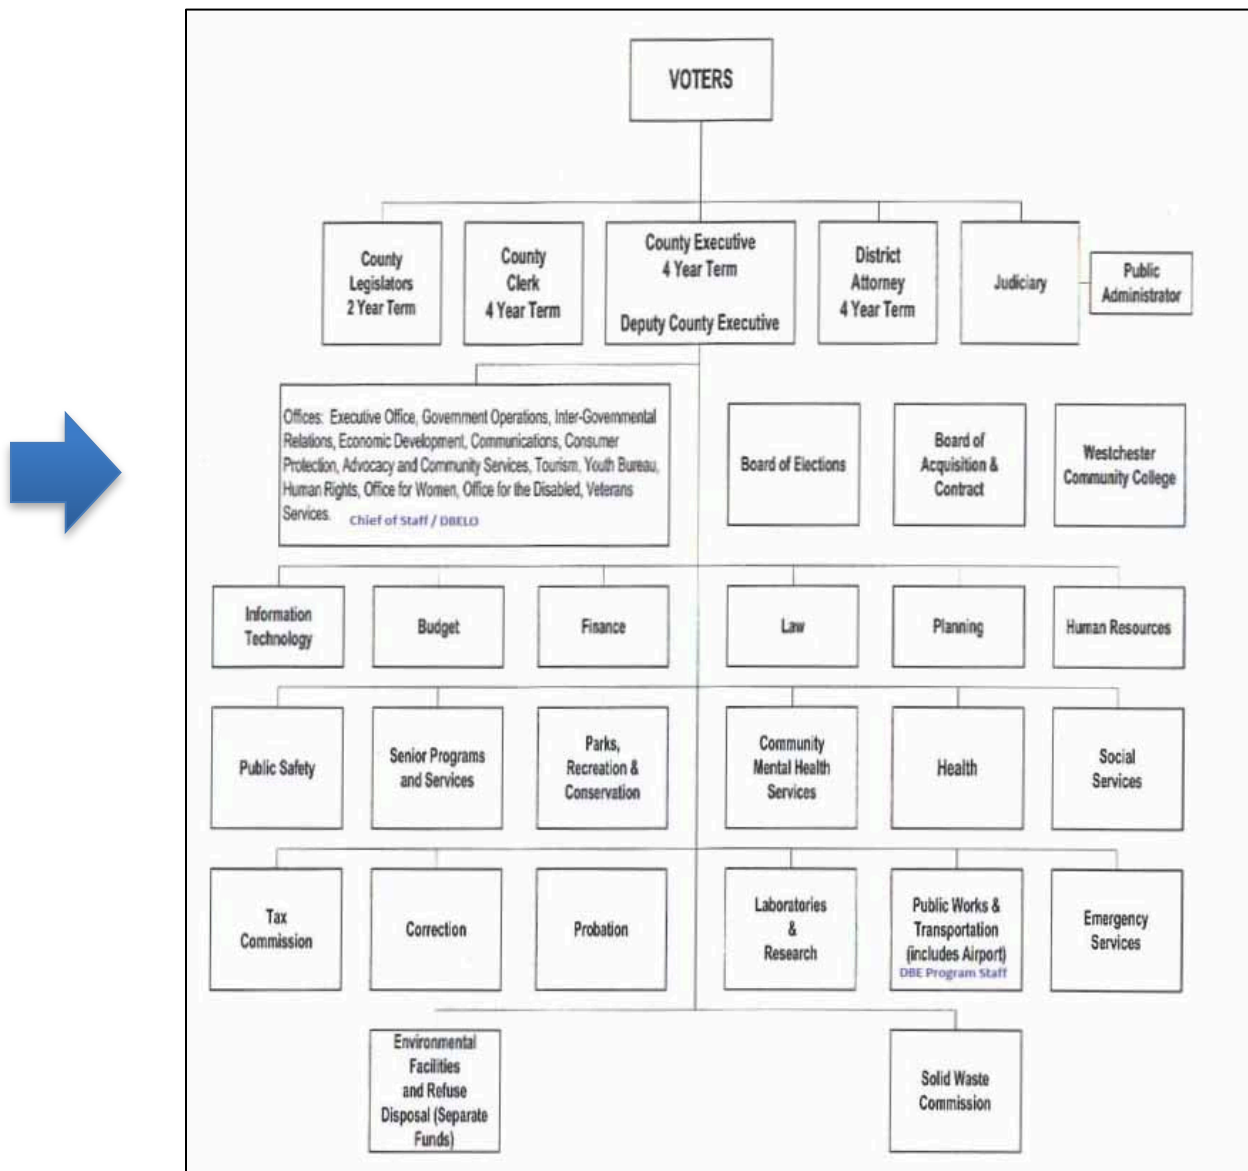 VOTERS
County
Legislators
2 Year Term
County
Clerk
4 Year Term
County Executive
4 Year Term
Deputy County Executive
District
Attorney
4 Year Term
Judiciary
Public
Administrator
Offices: Executive Office, Government Operations, Inter-Governmental
Relations, Economic Development, Communications, Consumer
Protection, Advocacy and Community Services, Tourism, Youth Bureau,
Human Rights, Office for Women, Office for the Disabled, Veterans
Services. Chief of Staff / DBELO
Board of Elections
Board of
Acquisition &
Contract
Westchester
Community College
Information
Technology
Budget
Finance
Law
Planning
Human Resources
Public Safety
Senior Programs
and Services
Parks,
Recreation &
Conservation
Community
Mental Health
Services
Health
Social
Services
Tax
Commission
Correction
Probation
Laboratories
&
Research
Public Works &
Transportation
(includes Airport)
DBE Program Staff
Emergency
Services
Environmental
Facilities
and Refuse
Disposal (Separate
Funds)
Solid Waste
Commission